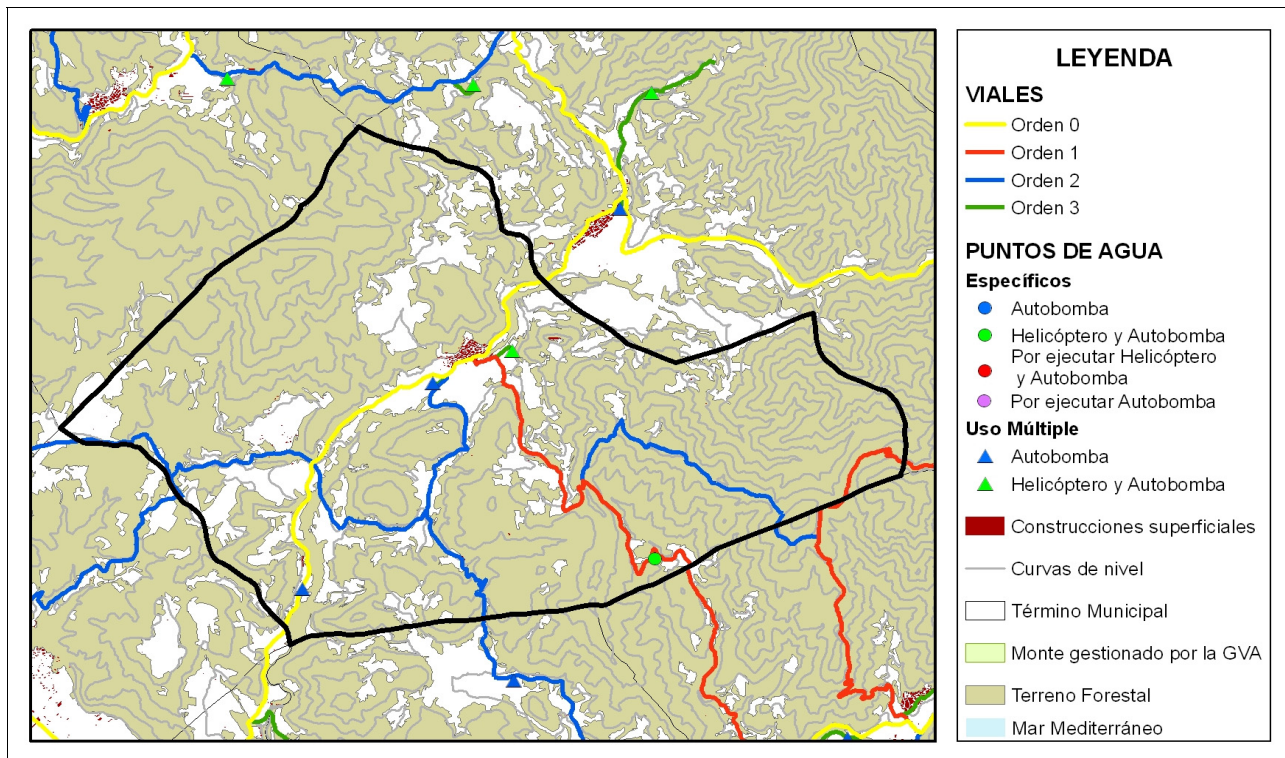 LEYENDA
VIALES
Orden 0
Orden 1
Orden 2
Orden 3
PUNTOS DE AGUA
Específicos
Autobomba
Helicóptero y Autobomba
Por ejecutar Helicóptero
y Autobomba
Por ejecutar Autobomba
Uso Múltiple
Autobomba
Helicóptero y Autobomba
Construcciones superficiales
Curvas de nivel
Término Municipal
Monte gestionado por la GVA
Terreno Forestal
Mar Mediterráneo